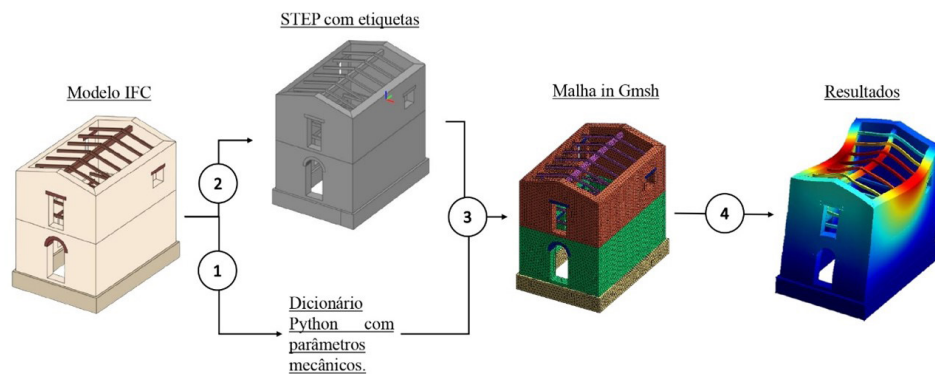 STEP com etiquetas
Modelo IFC
Malha in Gmsh
Resultados
2
3
4
1
Dicionário
Python com
parâmetros
mecânicos.